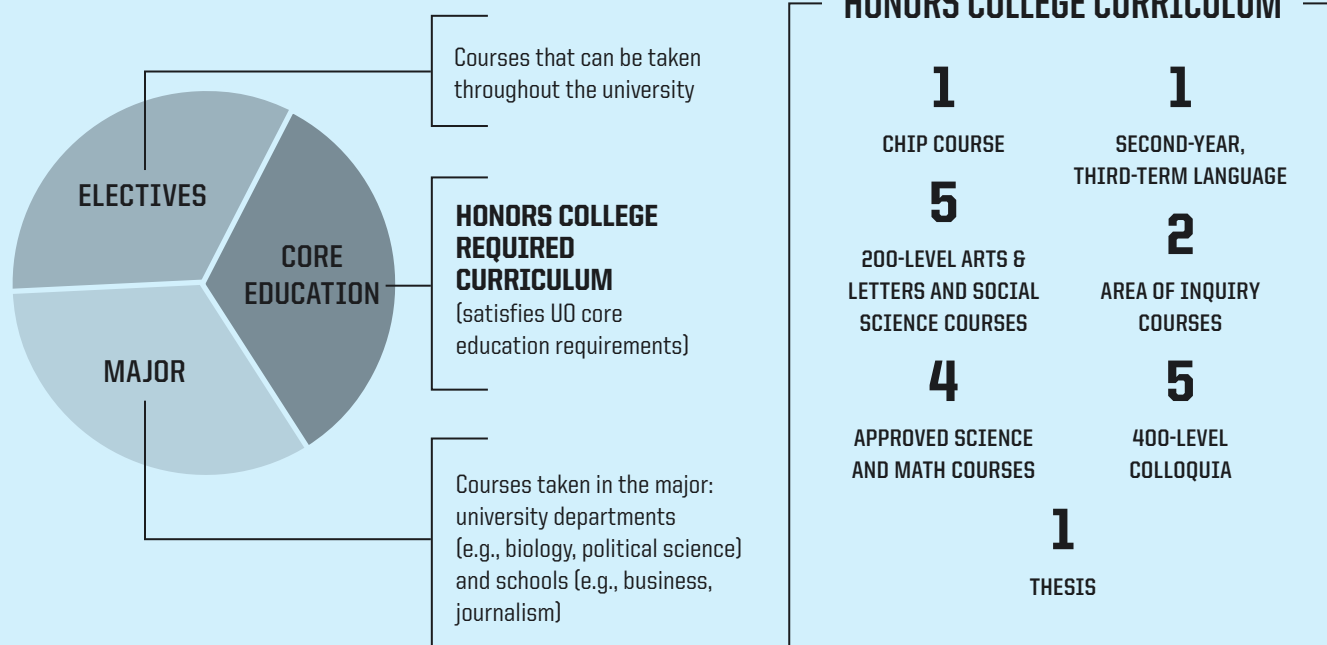 ELECTIVES
CORE
EDUCATION
MAJOR
Courses that can be taken
throughout the university
HONORS COLLEGE
REQUIRED
CURRICULUM
(satisfies UO core
education requirements)
Courses taken in the major:
university departments
(e.g., biology, political science)
and schools (e.g., business,
journalism)
HONORS COLLEGE CURRICULUM
1
CHIP COURSE
5
200-LEVEL ARTS &
LETTERS AND SOCIAL
SCIENCE COURSES
4
APPROVED SCIENCE
AND MATH COURSES
1
SECOND-YEAR,
THIRD-TERM LANGUAGE
2
AREA OF INQUIRY
COURSES
5
400-LEVEL
COLLOQUIA
1
THESIS